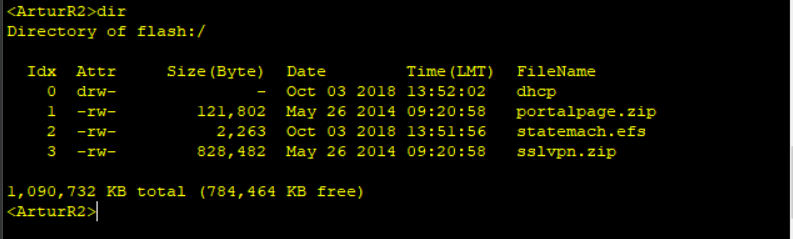 <ArturR2>dir
Directory of flash:/
Idx  Attr     Size(Byte)  Date        Time(LMT)  FileName
0  drw-              -  Oct 03 2018 13:52:02   dhcp
1  -rw-        121,802  May 26 2014 09:20:58   portalpage.zip
2  -rw-          2,263  Oct 03 2018 13:51:56   statemach.efs
3  -rw-        828,482  May 26 2014 09:20:58   sslvpn.zip
1,090,732 KB total (784,464 KB free)
<ArturR2>